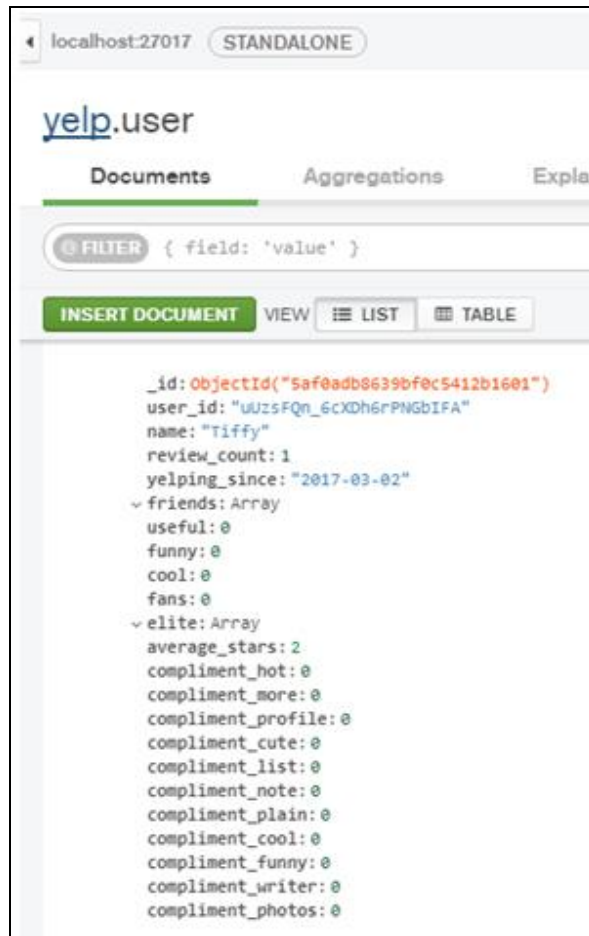 localhost:27017 STANDALONE
yelp.user
Documents Aggregations Expla
FILTER { field: 'value' }
INSERT DOCUMENT VIEW LIST TABLE
_id: ObjectId("5af0adb8639bf0c5412b1601")
user_id: "uUzsFQn_6cXDh6rPNGbIFA"
name: "Tiffy"
review_count: 1
yelping_since: "2017-03-02"
friends: Array
useful: 0
funny: 0
cool: 0
fans: 0
elite: Array
average_stars: 2
compliment_hot: 0
compliment_more: 0
compliment_profile: 0
compliment_cute: 0
compliment_list: 0
compliment_note: 0
compliment_plain: 0
compliment_cool: 0
compliment_funny: 0
compliment_writer: 0
compliment_photos: 0